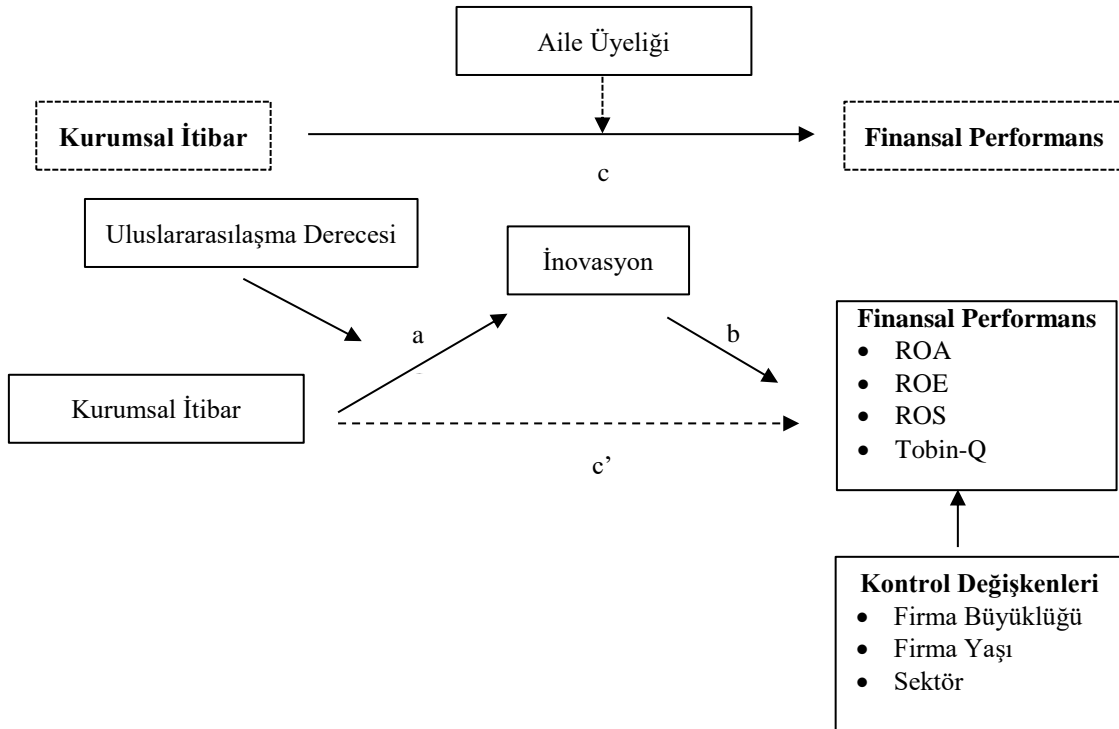 Aile Üyeliği
Kurumsal İtibar
Finansal Performans
c
Uluslararasılaşma Derecesi
İnovasyon
a
b
Kurumsal İtibar
c’
Finansal Performans
• ROA
• ROE
• ROS
• Tobin-Q
Kontrol Değişkenleri
• Firma Büyüklüğü
• Firma Yaşı
• Sektör